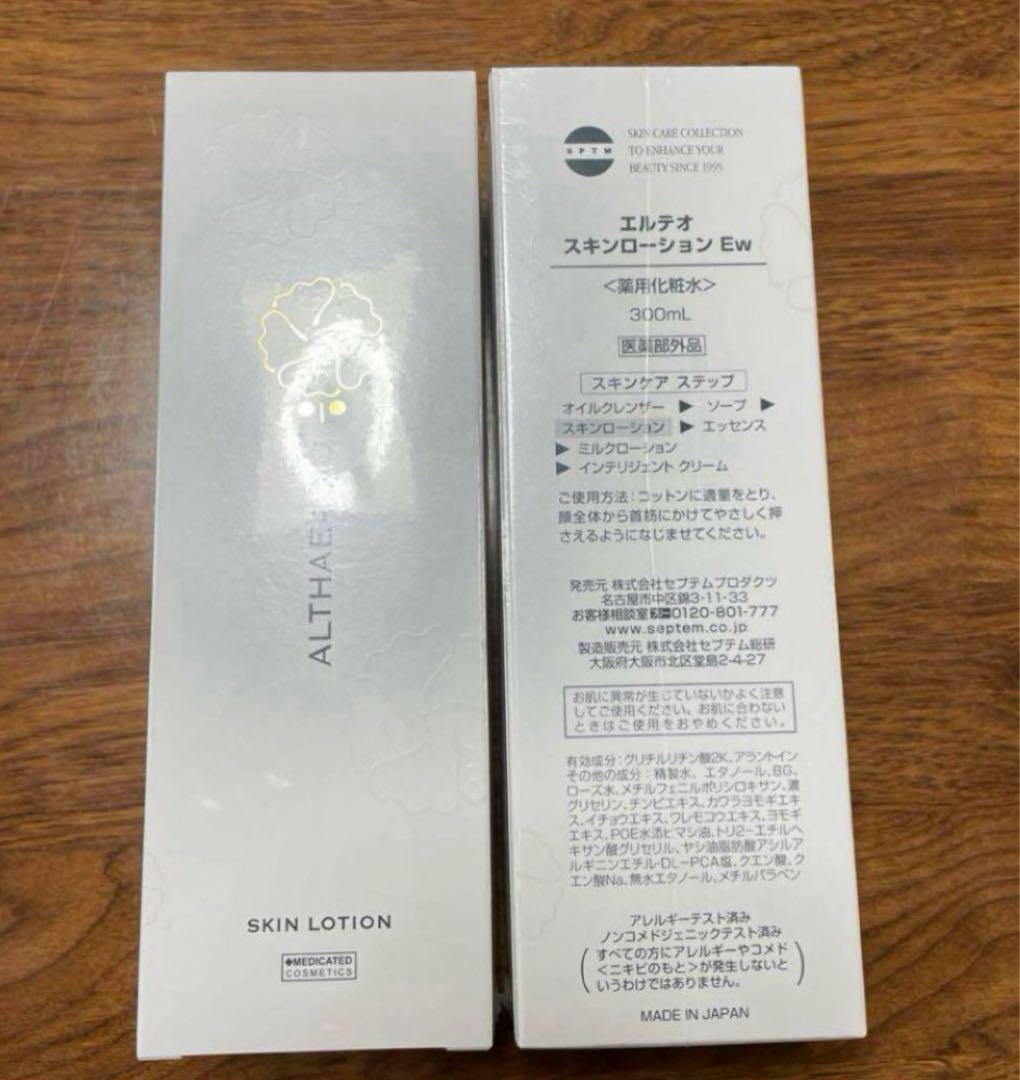 ALTHAE
SKIN LOTION
MEDICATED
COSMETICS
SPTM
SKIN CARE COLLECTION
TO ENHANCE YOUR
BEAUTY SINCE 1995
エルテオ
スキンローション Ew
<薬用化粧水>
300mL
医薬部外品
スキンケア ステップ
オイルクレンザー ▶ ソープ ▶
スキンローション ▶ エッセンス
▶ ミルクローション
▶ インテリジェント クリーム
ご使用方法:コットンに適量をとり、
顔全体から首筋にかけてやさしく押
さえるようになじませてください。
発売元 株式会社セプテムプロダクツ
名古屋市中区錦3-11-33
お客様相談室 0120-801-777
www.septem.co.jp
製造販売元 株式会社セプテム総研
大阪府大阪市北区堂島2-4-27
お肌に異常が生じていないかよく注意
してご使用ください。お肌に合わない
ときはご使用をおやめください。
有効成分:グリチルリチン酸2K、アラントイン
その他の成分:精製水、エタノール、BG、
ローズ水、メチルフェニルポリシロキサン、濃
グリセリン、チンピエキス、カワラヨモギエキ
ス、イチョウエキス、ワレモコウエキス、ヨモギ
エキス、POE水添ヒマシ油、トリ2-エチルヘ
キサン酸グリセリル、ヤシ油脂肪酸アシルア
ルギニンエチル・DL-PCA塩、クエン酸、ク
エン酸Na、無水エタノール、メチルパラベン
アレルギーテスト済み
ノンコメドジェニックテスト済み
(すべての方にアレルギーやコメド
<ニキビのもと>が発生しないと
いうわけではありません。)
MADE IN JAPAN